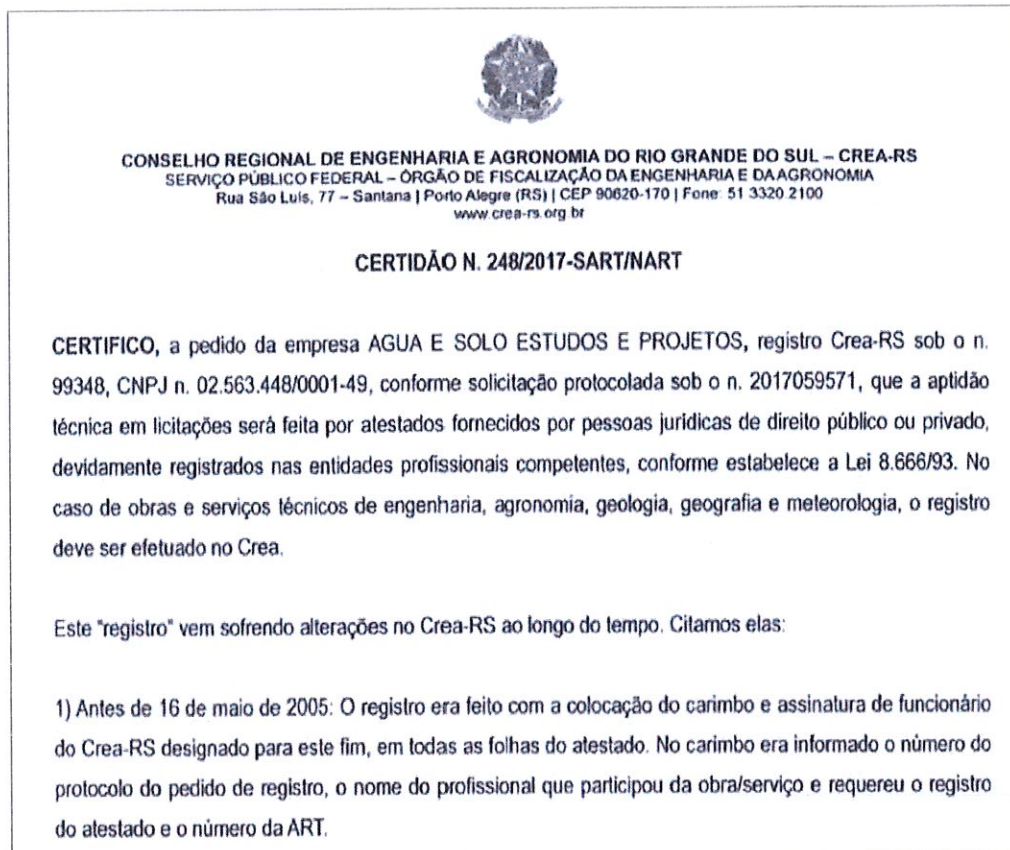 CONSELHO REGIONAL DE ENGENHARIA E AGRONOMIA DO RIO GRANDE DO SUL – CREA-RS
SERVIÇO PÚBLICO FEDERAL – ÓRGÃO DE FISCALIZAÇÃO DA ENGENHARIA E DA AGRONOMIA
Rua São Luís, 77 – Santana | Porto Alegre (RS) | CEP 90620-170 | Fone: 51 3320 2100
www.crea-rs.org.br
CERTIDÃO N. 248/2017-SART/NART
CERTIFICO, a pedido da empresa AGUA E SOLO ESTUDOS E PROJETOS, registro Crea-RS sob o n.
99348, CNPJ n. 02.563.448/0001-49, conforme solicitação protocolada sob o n. 2017059571, que a aptidão
técnica em licitações será feita por atestados fornecidos por pessoas jurídicas de direito público ou privado,
devidamente registrados nas entidades profissionais competentes, conforme estabelece a Lei 8.666/93. No
caso de obras e serviços técnicos de engenharia, agronomia, geologia, geografia e meteorologia, o registro
deve ser efetuado no Crea.
Este "registro" vem sofrendo alterações no Crea-RS ao longo do tempo. Citamos elas:
1) Antes de 16 de maio de 2005: O registro era feito com a colocação do carimbo e assinatura de funcionário
do Crea-RS designado para este fim, em todas as folhas do atestado. No carimbo era informado o número do
protocolo do pedido de registro, o nome do profissional que participou da obra/serviço e requereu o registro
do atestado e o número da ART.